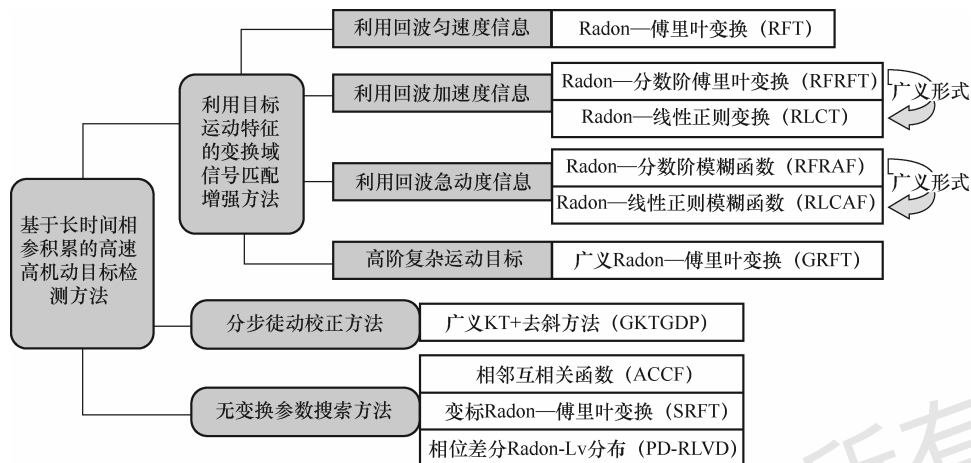 利用回波匀速度信息
Radon—傅里叶变换（RFT）
利用目标
运动特征
的变换域
信号匹配
增强方法
利用回波加速度信息
Radon—分数阶傅里叶变换（RFRFT）
Radon—线性正则变换（RLCT）
广义形式
利用回波急动度信息
Radon—分数阶模糊函数（RFRAF）
Radon—线性正则模糊函数（RLCAF）
广义形式
高阶复杂运动目标
广义Radon—傅里叶变换（GRFT）
基于长时间相
参积累的高速
高机动目标检
测方法
分步徒动校正方法
广义KT+去斜方法（GKTGDP）
无变换参数搜索方法
相邻互相关函数（ACCF）
变标Radon—傅里叶变换（SRFT）
相位差分Radon-Lv分布（PD-RLVD）
所有